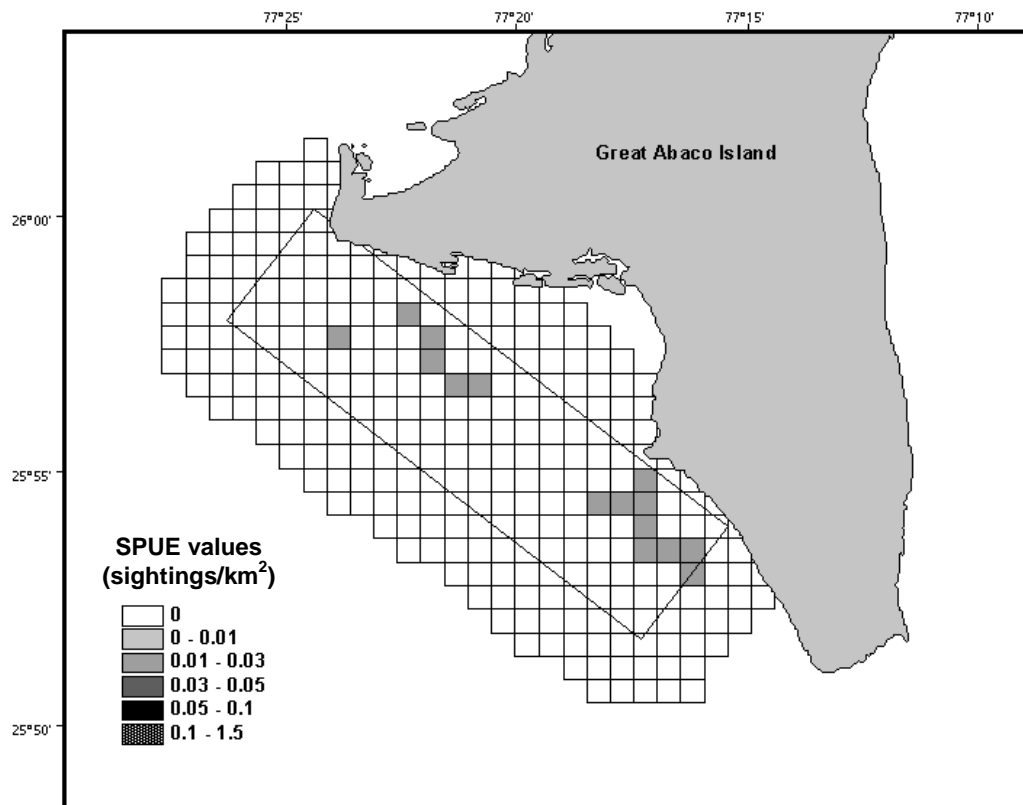 77°25' 77°20' 77°15' 77°10'
Great Abaco Island
26°00'
25°55'
SPUE values
(sightings/km²)
0
0 - 0.01
0.01 - 0.03
0.03 - 0.05
0.05 - 0.1
0.1 - 1.5
25°50'